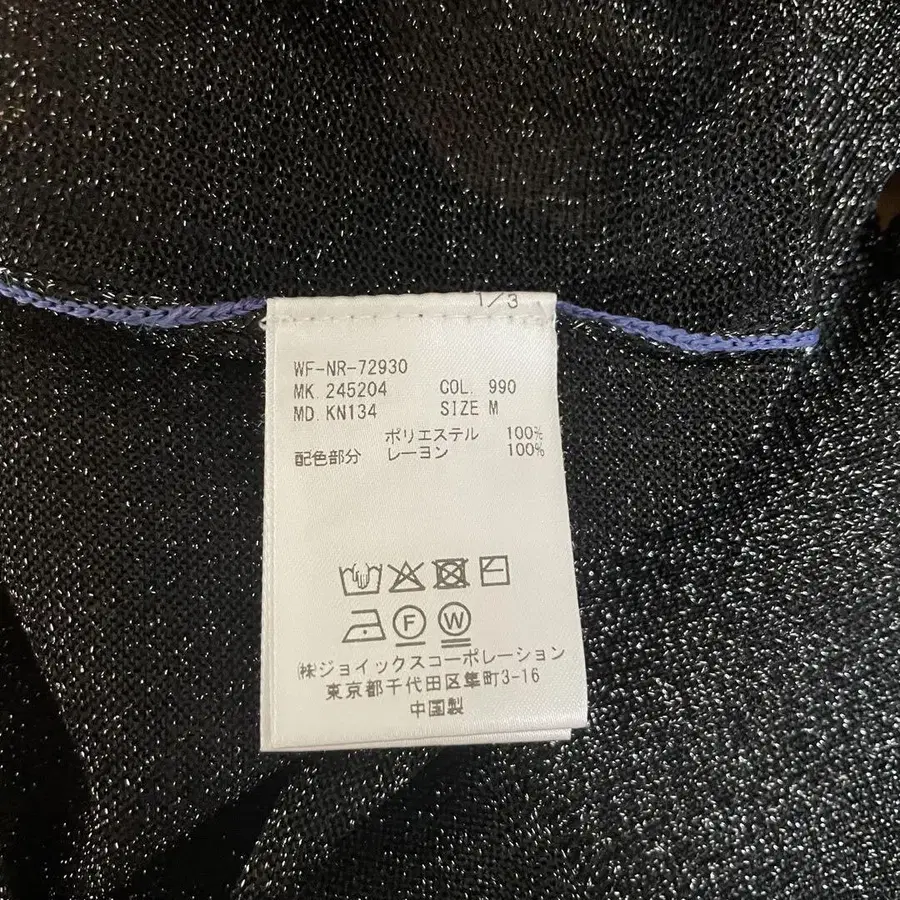 1/3
WF-NR-72930
MK. 245204 COL. 990
MD. KN134 SIZE M
ポリエステル 100%
配色部分 レーヨン 100%
F W
㈱ジョイックスコーポレーション
東京都千代田区隼町3-16
中国製